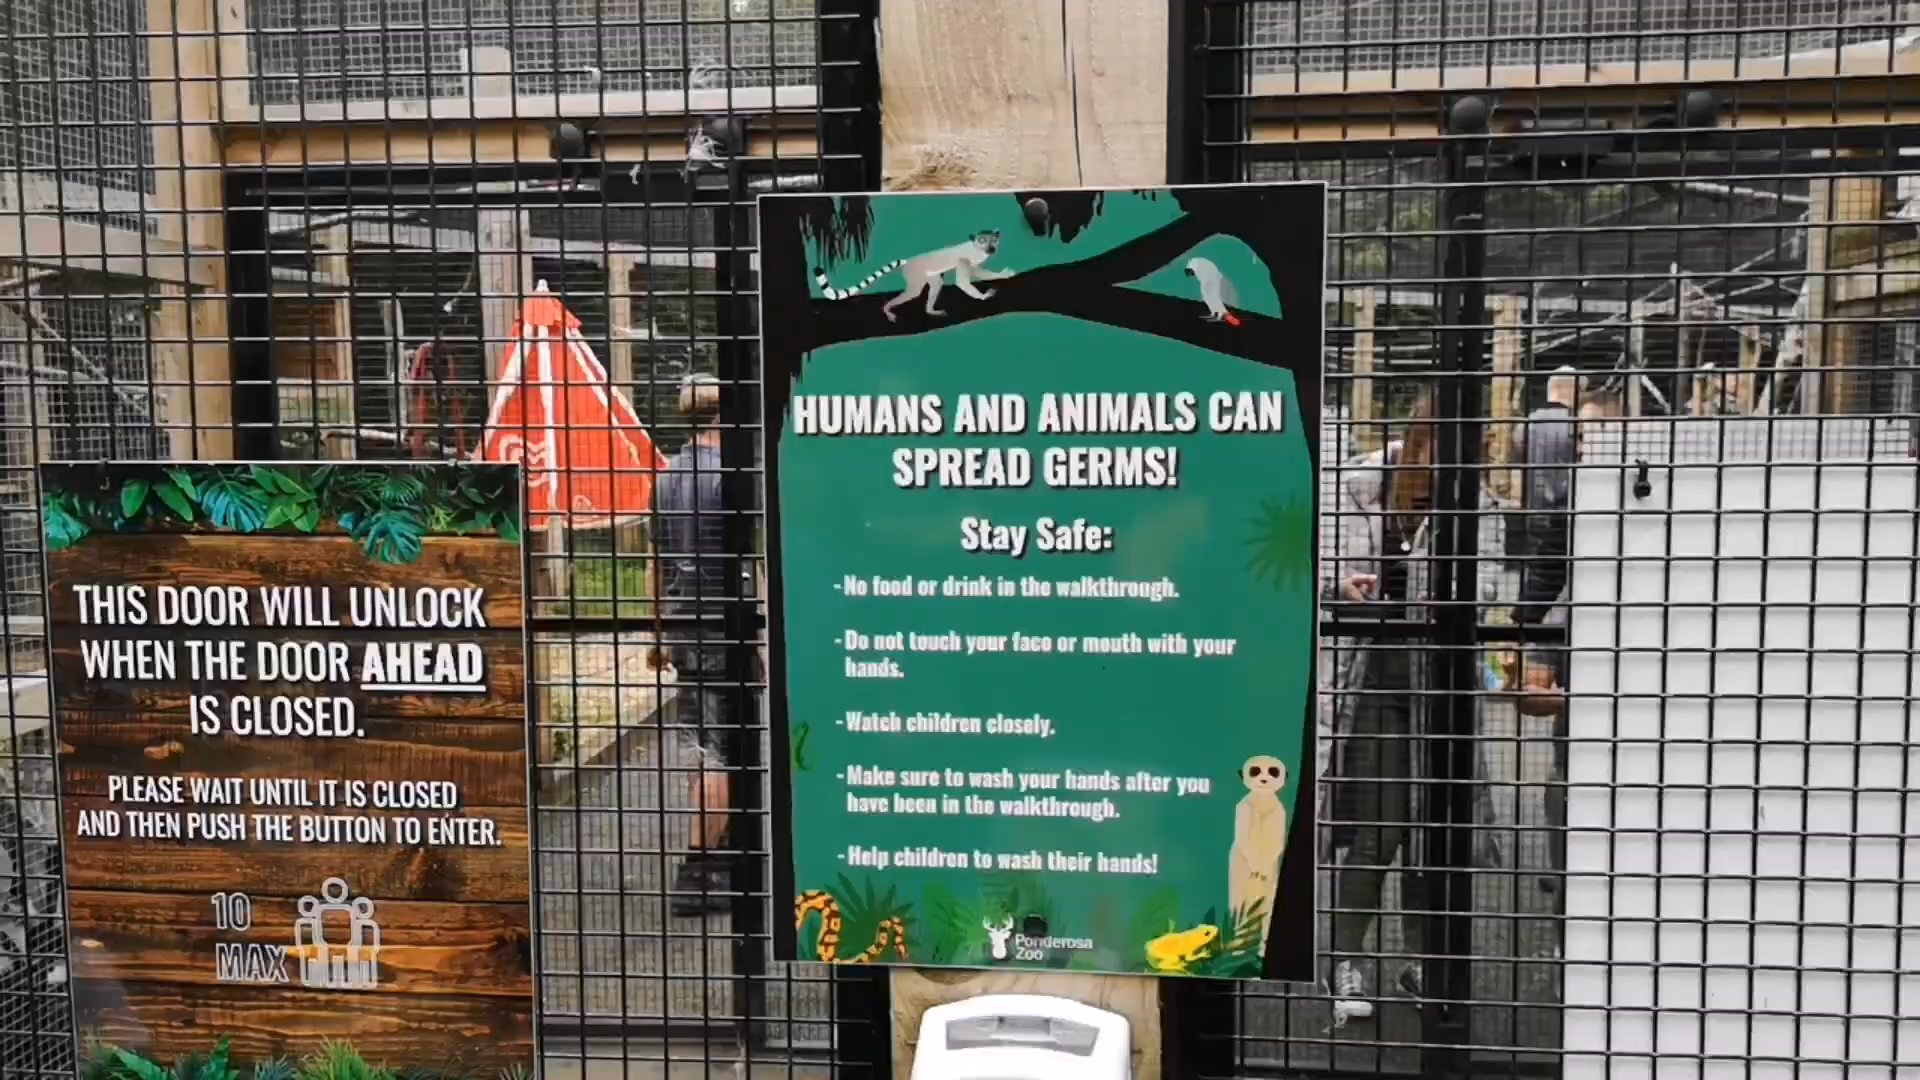 THIS DOOR WILL UNLOCK
WHEN THE DOOR AHEAD
IS CLOSED.
PLEASE WAIT UNTIL IT IS CLOSED
AND THEN PUSH THE BUTTON TO ENTER.
10
MAX
HUMANS AND ANIMALS CAN
SPREAD GERMS!
Stay Safe:
-No food or drink in the walkthrough.
-Do not touch your face or mouth with your
hands.
-Watch children closely.
-Make sure to wash your hands after you
have been in the walkthrough.
-Help children to wash their hands!
Ponderosa
Zoo